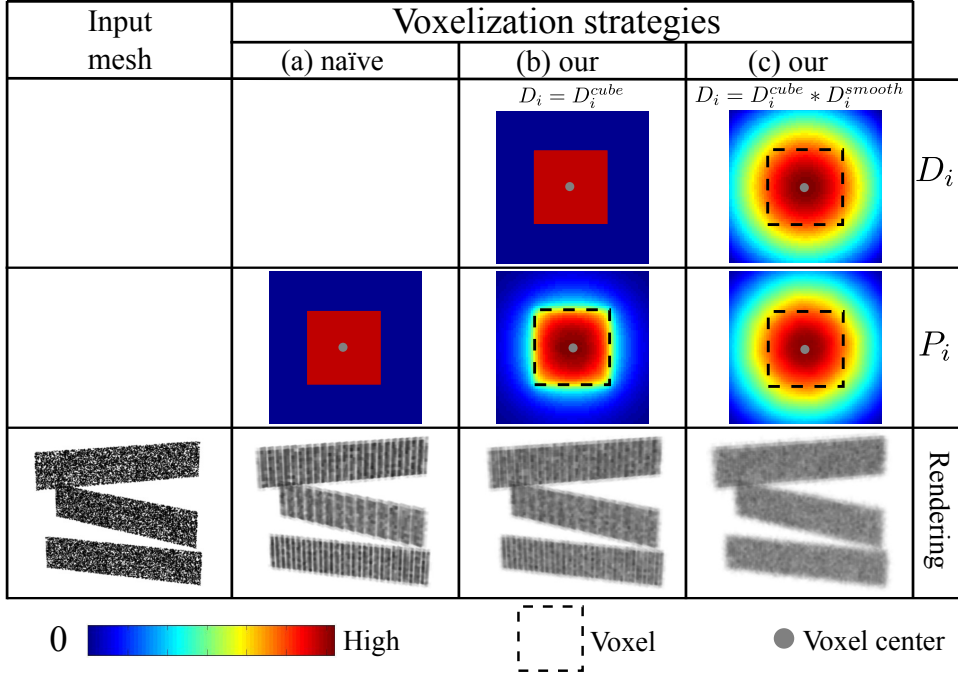 Input
mesh
Voxelization strategies
(a) naïve
(b) our
(c) our
$D_i = D_i^{cube}$
$D_i = D_i^{cube} * D_i^{smooth}$
$D_i$
$P_i$
Rendering
0
High
Voxel
Voxel center